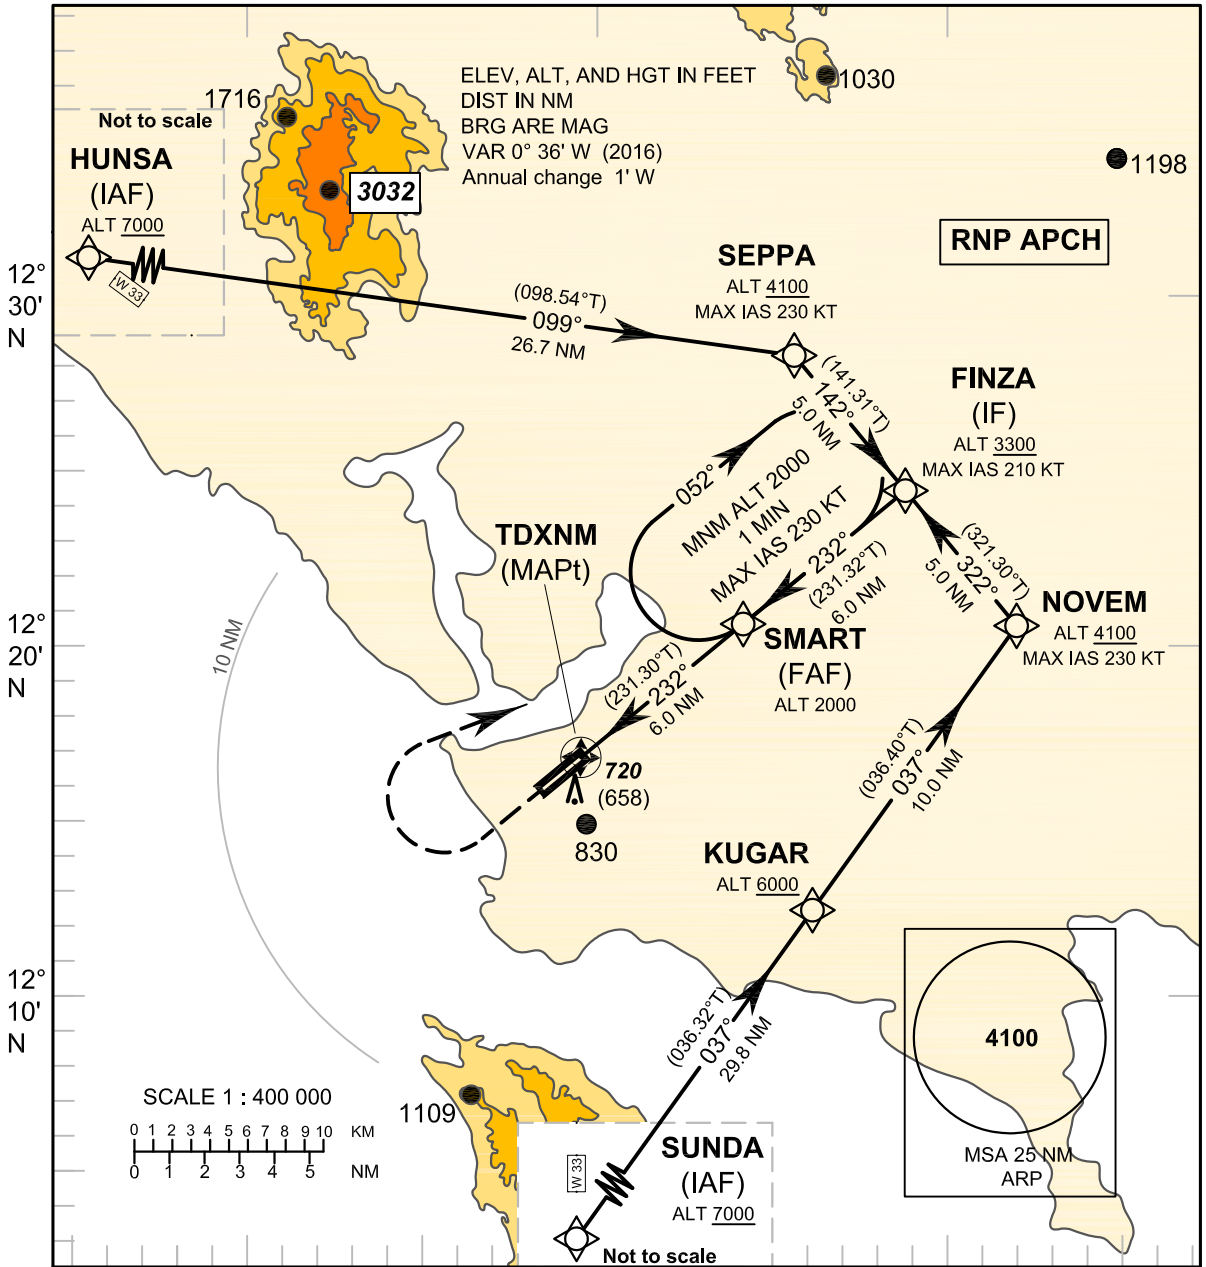 ELEV, ALT, AND HGT IN FEET
DIST IN NM
BRG ARE MAG
VAR 0° 36' W (2016)
Annual change 1' W
1030
1716
Not to scale
HUNSA
(IAF)
ALT 7000
W 33
3032
1198
RNP APCH
SEPPA
ALT 4100
MAX IAS 230 KT
(098.54°T)
099°
26.7 NM
12°
30'
N
(141.31°T)
142°
5.0 NM
FINZA
(IF)
ALT 3300
MAX IAS 210 KT
052°
MNM ALT 2000
1 MIN
MAX IAS 230 KT
232°
(231.32°T)
6.0 NM
(321.30°T)
322°
5.0 NM
TDXNM
(MAPt)
NOVEM
ALT 4100
MAX IAS 230 KT
SMART
(FAF)
ALT 2000
12°
20'
N
10 NM
(231.30°T)
232°
6.0 NM
720
(658)
830
(036.40°T)
037°
10.0 NM
KUGAR
ALT 6000
12°
10'
N
(036.32°T)
037°
29.8 NM
4100
MSA 25 NM
ARP
SCALE 1 : 400 000
0 1 2 3 4 5 6 7 8 9 10 KM
0 1 2 3 4 5 NM
1109
W 33
SUNDA
(IAF)
ALT 7000
Not to scale